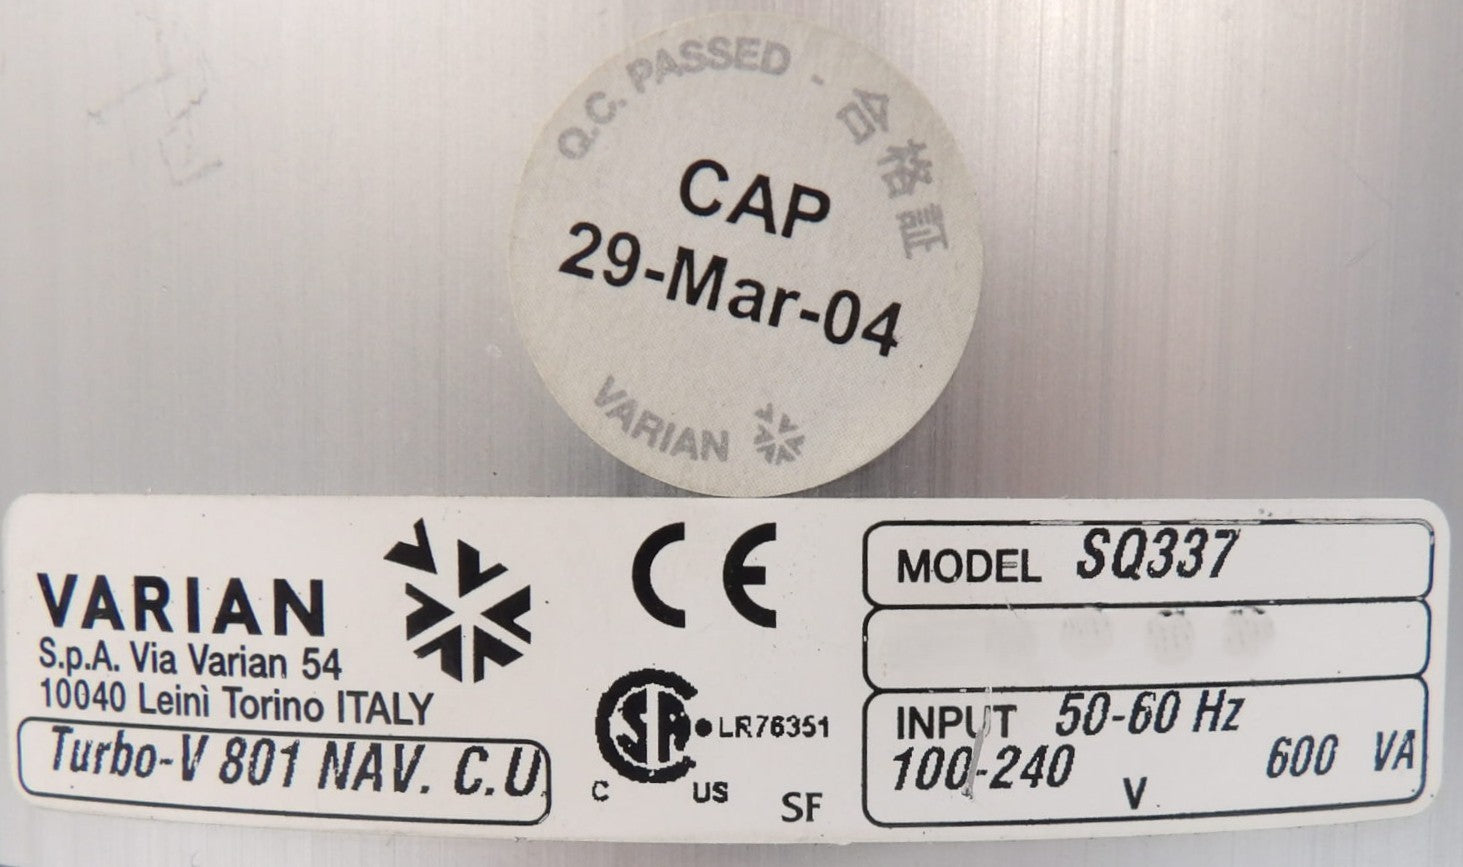 Q.C. PASSED - 合格証
CAP
29-Mar-04
VARIAN
VARIAN
S.p.A. Via Varian 54
10040 Leinì Torino ITALY
Turbo-V 801 NAV. C.U
CE
SA LR76351
C US
SF
MODEL SQ337
INPUT 50-60 Hz
100-240 V 600 VA